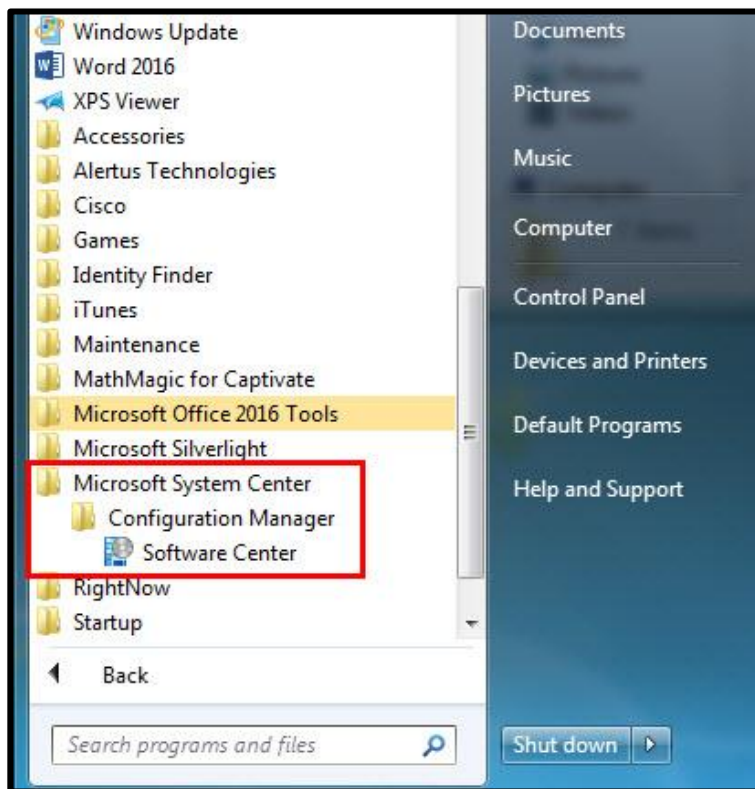 Windows Update
Word 2016
XPS Viewer
Accessories
Alertus Technologies
Cisco
Games
Identity Finder
iTunes
Maintenance
MathMagic for Captivate
Microsoft Office 2016 Tools
Microsoft Silverlight
Microsoft System Center
Configuration Manager
Software Center
RightNow
Startup
Back
Search programs and files
Documents
Pictures
Music
Computer
Control Panel
Devices and Printers
Default Programs
Help and Support
Shut down